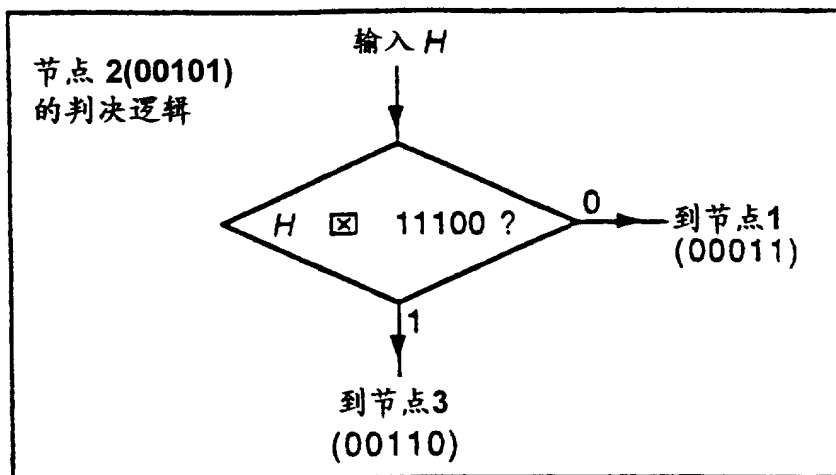 节点 2(00101)
的判决逻辑
输入 H
H ☒ 11100 ?
0
到节点1
(00011)
1
到节点3
(00110)